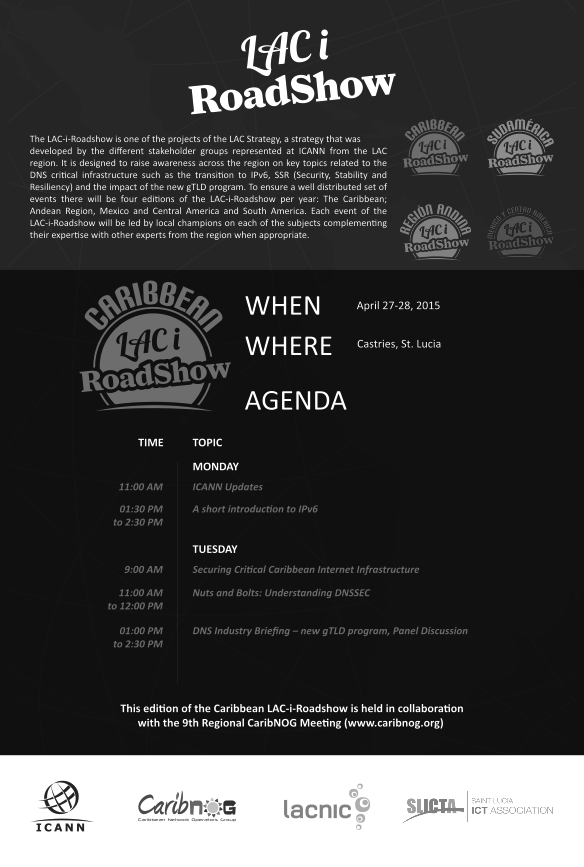 LAC i
RoadShow
The LAC-i-Roadshow is one of the projects of the LAC Strategy, a strategy that was
developed by the different stakeholder groups represented at ICANN from the LAC
region. It is designed to raise awareness across the region on key topics related to the
DNS critical infrastructure such as the transition to IPv6, SSR (Security, Stability and
Resiliency) and the impact of the new gTLD program. To ensure a well distributed set of
events there will be four editions of the LAC-i-Roadshow per year: The Caribbean;
Andean Region, Mexico and Central America and South America. Each event of the
LAC-i-Roadshow will be led by local champions on each of the subjects complementing
their expertise with other experts from the region when appropriate.
CARIBBEAN
LAC i
RoadShow
SUDAMÉRICA
LAC i
RoadShow
REGIÓN ANDINA
LAC i
RoadShow
MÉXICO Y CENTRO AMÉRICA
LAC i
RoadShow
CARIBBEAN
LAC i
RoadShow
WHEN April 27-28, 2015
WHERE Castries, St. Lucia
AGENDA
TIME TOPIC
MONDAY
11:00 AM ICANN Updates
01:30 PM A short introduction to IPv6
to 2:30 PM
TUESDAY
9:00 AM Securing Critical Caribbean Internet Infrastructure
11:00 AM Nuts and Bolts: Understanding DNSSEC
to 12:00 PM
01:00 PM DNS Industry Briefing – new gTLD program, Panel Discussion
to 2:30 PM
This edition of the Caribbean LAC-i-Roadshow is held in collaboration
with the 9th Regional CaribNOG Meeting (www.caribnog.org)
ICANN
CaribNOG
Caribbean Network Operators Group
lacnic
SLICTA
SAINT LUCIA
ICT ASSOCIATION